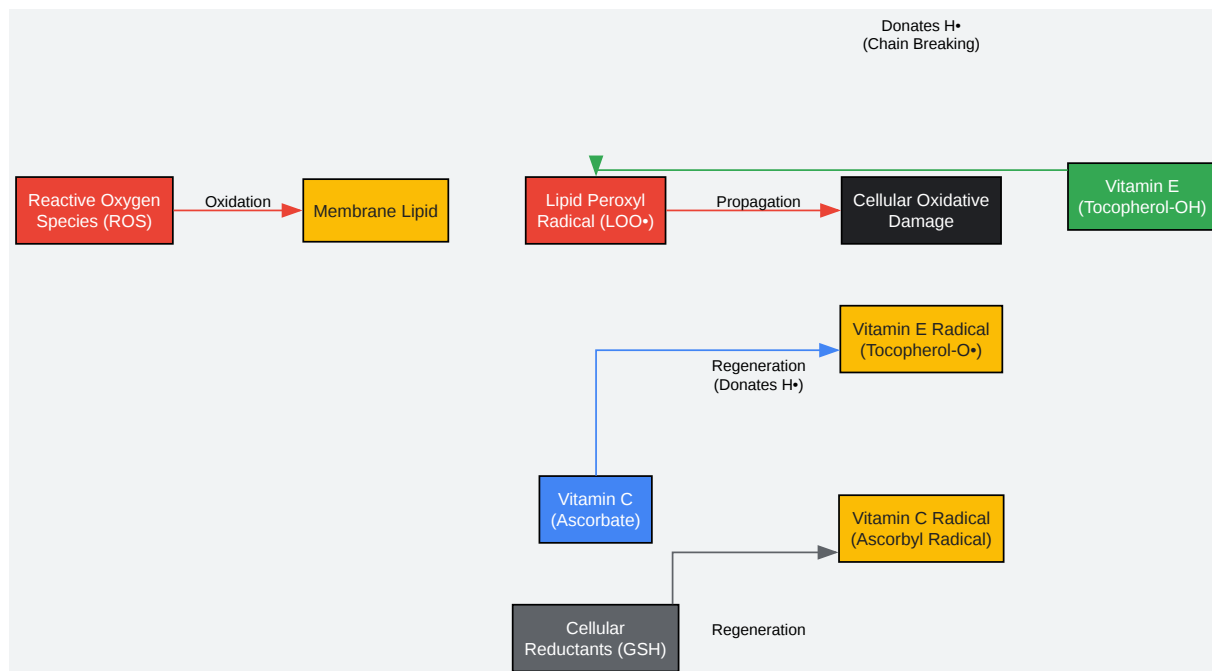 Donates H•
(Chain Breaking)
Reactive Oxygen
Species (ROS)
Oxidation
Membrane Lipid
Lipid Peroxyl
Radical (LOO•)
Propagation
Cellular Oxidative
Damage
Vitamin E
(Tocopherol-OH)
Vitamin E Radical
(Tocopherol-O•)
Regeneration
(Donates H•)
Vitamin C
(Ascorbate)
Vitamin C Radical
(Ascorbyl Radical)
Cellular
Reductants (GSH)
Regeneration